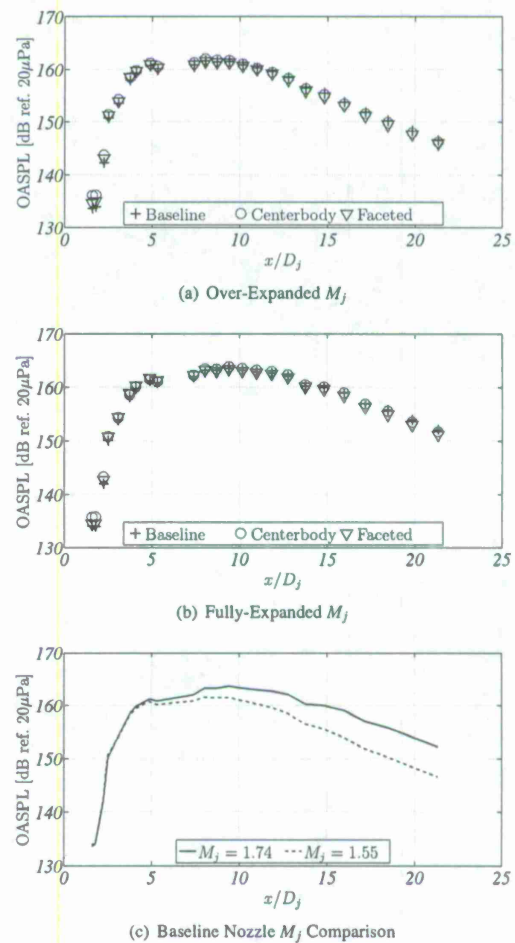 170
160
150
140
130
OASPL [dB ref. 20μPa]
+ Baseline ○ Centerbody ▽ Faceted
0 5 10 15 20 25
x/D_j
(a) Over-Expanded M_j
170
160
150
140
130
OASPL [dB ref. 20μPa]
+ Baseline ○ Centerbody ▽ Faceted
0 5 10 15 20 25
x/D_j
(b) Fully-Expanded M_j
170
160
150
140
130
OASPL [dB ref. 20μPa]
M_j = 1.74 M_j = 1.55
0 5 10 15 20 25
x/D_j
(c) Baseline Nozzle M_j Comparison